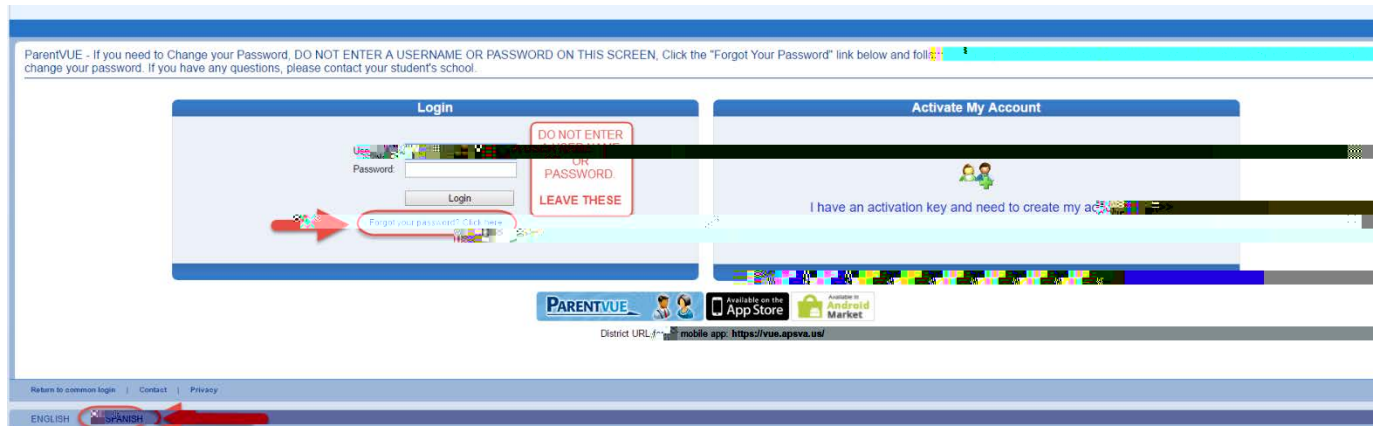 ParentVUE - If you need to Change your Password, DO NOT ENTER A USERNAME OR PASSWORD ON THIS SCREEN, Click the "Forgot Your Password" link below and
change your password. If you have any questions, please contact your student's school.
Login
DO NOT ENTER
OR
PASSWORD.
LEAVE THESE
Password:
Login
Forgot your password? Click here
Activate My Account
I have an activation key and need to create my
PARENTVUE
Available on the
App Store
Available in
Android
Market
District URL mobile app: https://vue.apsva.us/
Return to common login | Contact | Privacy
ENGLISH SPANISH